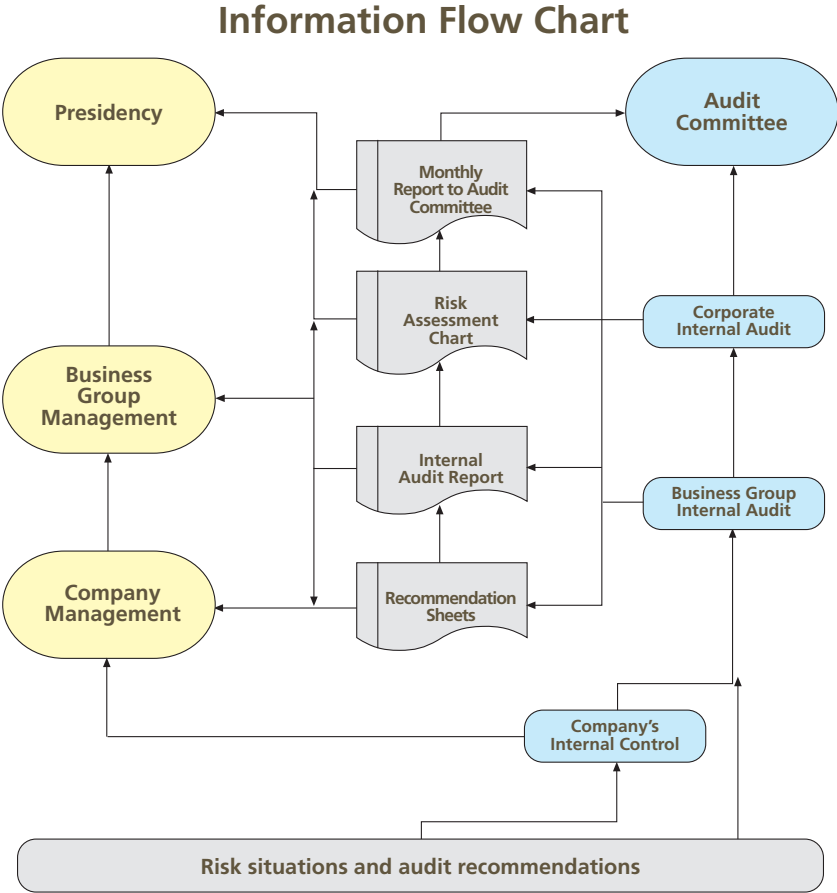 Information Flow Chart
Presidency
Audit
Committee
Monthly
Report to Audit
Committee
Risk
Assessment
Chart
Corporate
Internal Audit
Business
Group
Management
Internal
Audit Report
Business Group
Internal Audit
Company
Management
Recommendation
Sheets
Company's
Internal Control
Risk situations and audit recommendations